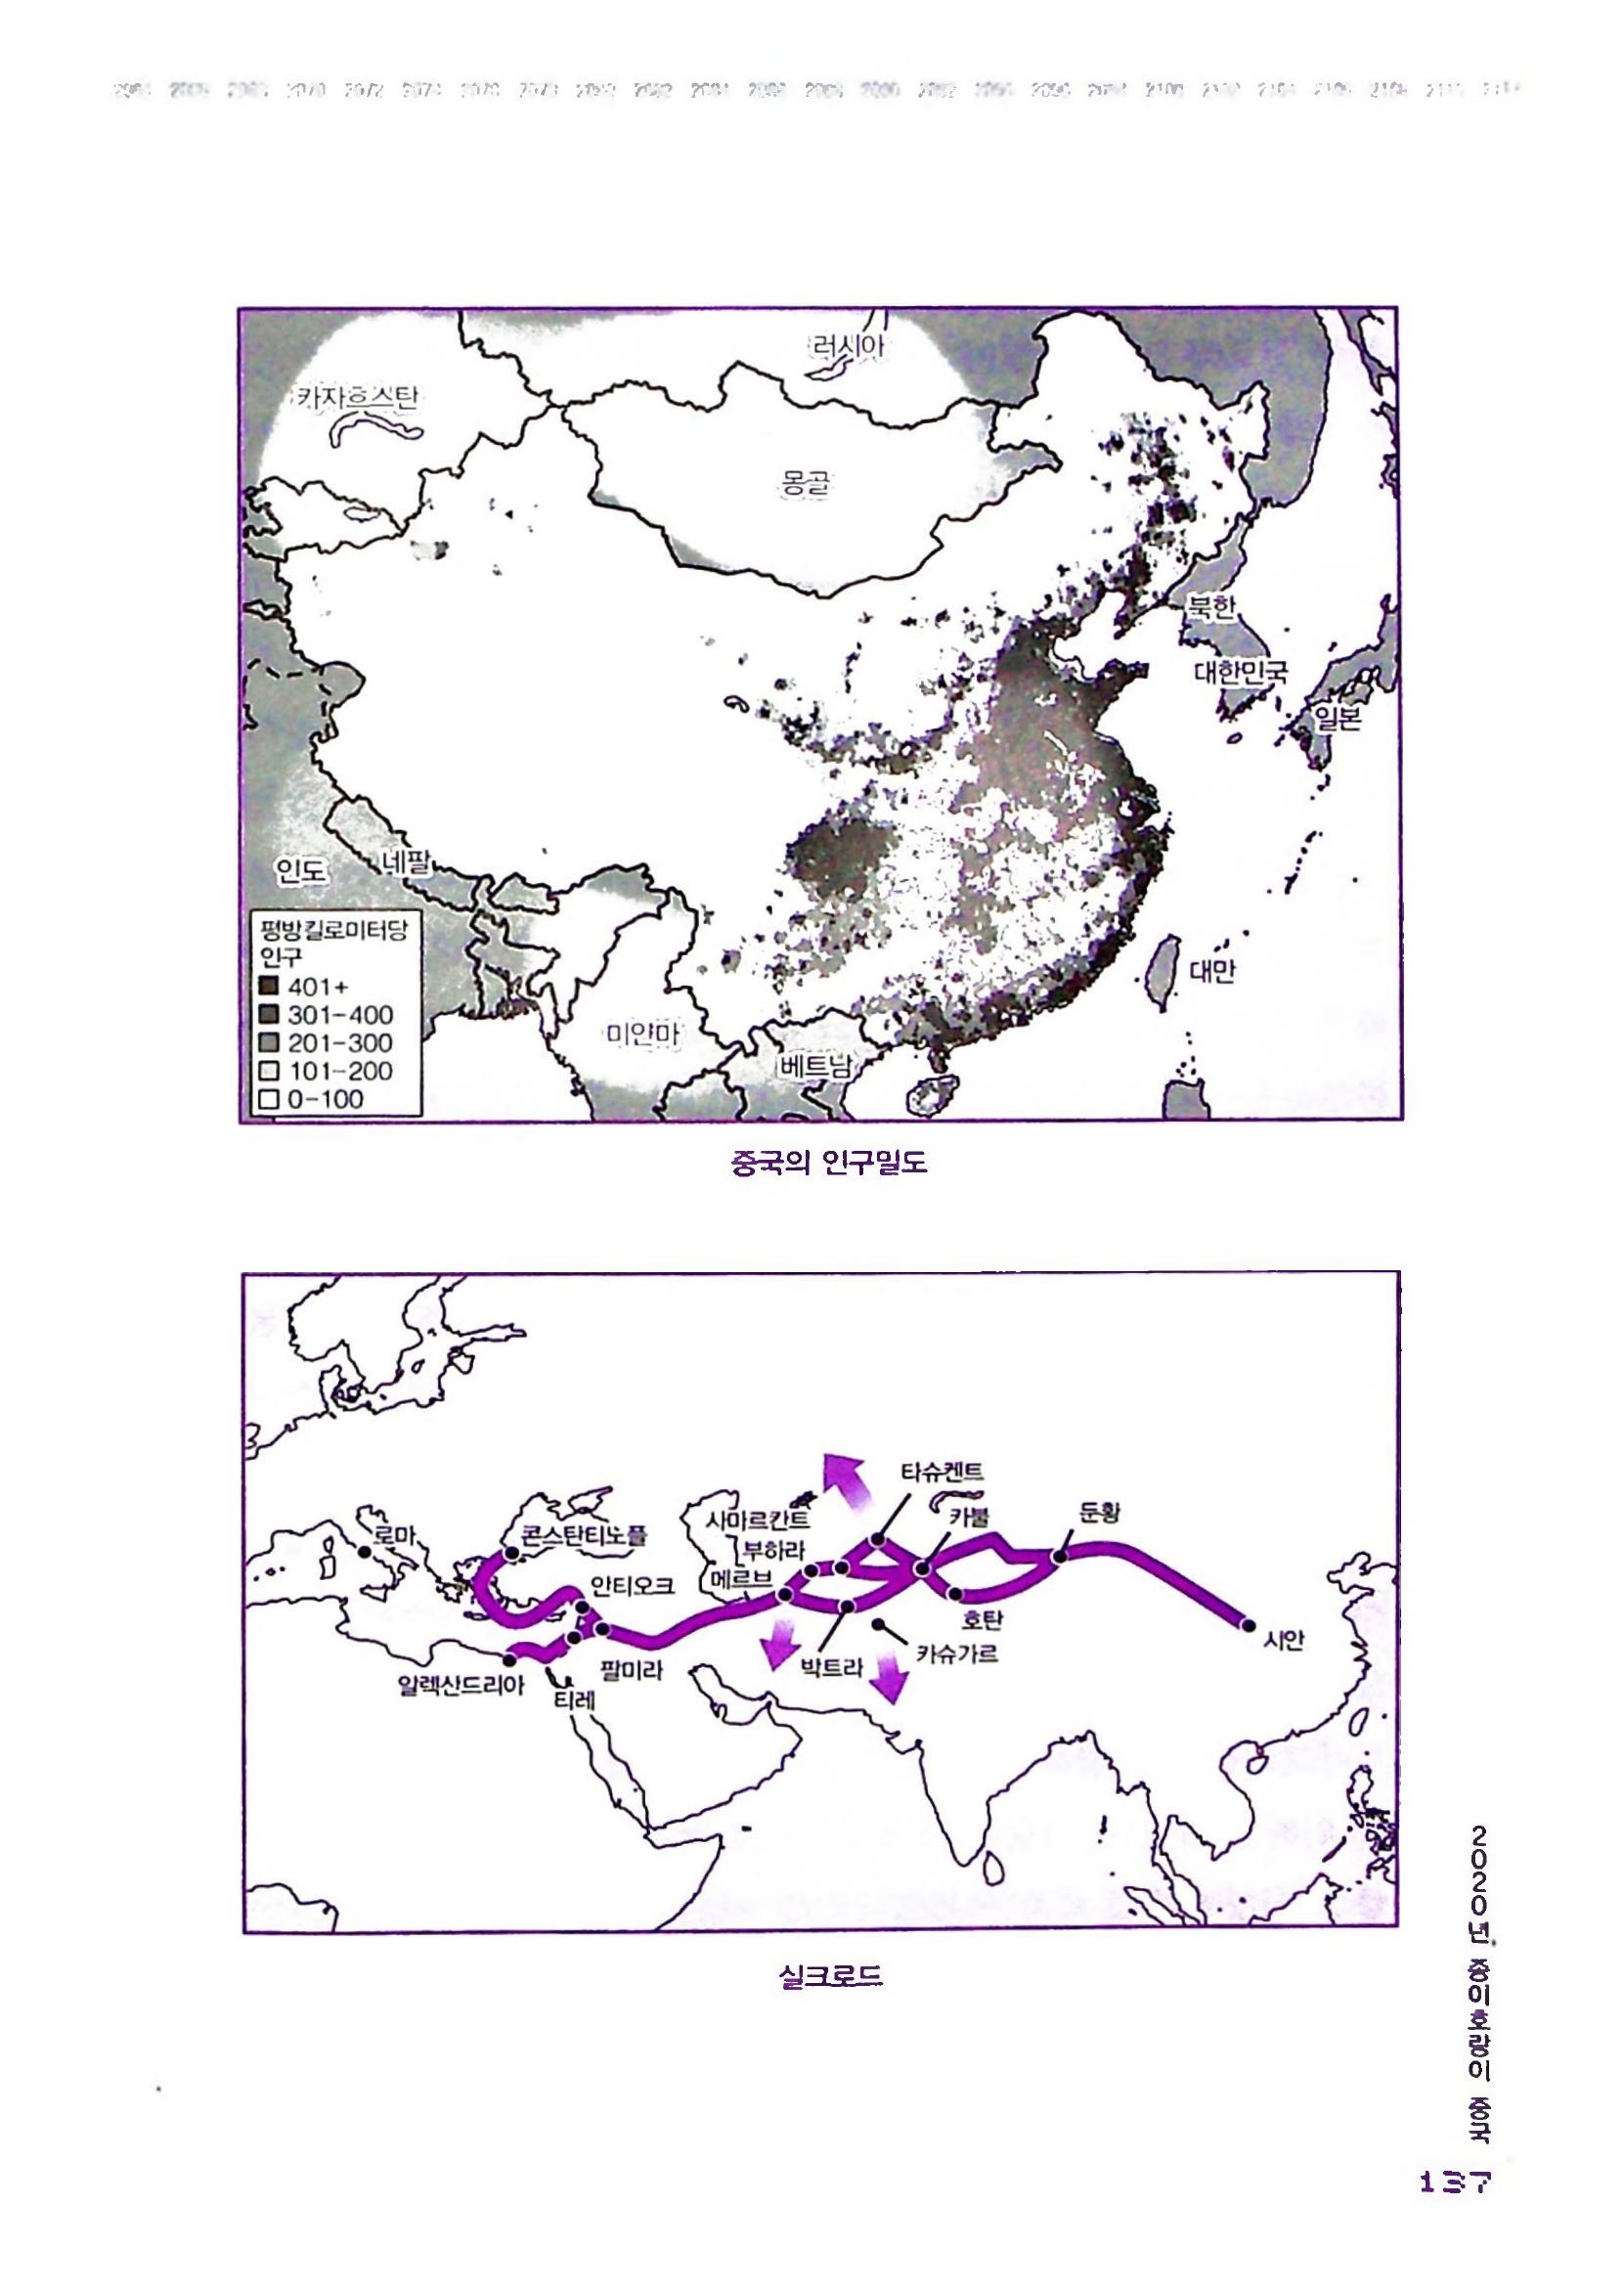 카자흐스탄
러시아
몽골
북한
대한민국
일본
인도
네팔
평방킬로미터당
인구
401+
301-400
201-300
101-200
0-100
미얀마
베트남
대만
중국의 인구밀도
타슈켄트
사마르칸트
카불
둔황
로마
콘스탄티노플
부하라
메르브
안티오크
호탄
시안
카슈가르
박트라
팔미라
알렉산드리아
티레
실크로드
2020년 종이호랑이 중국
137